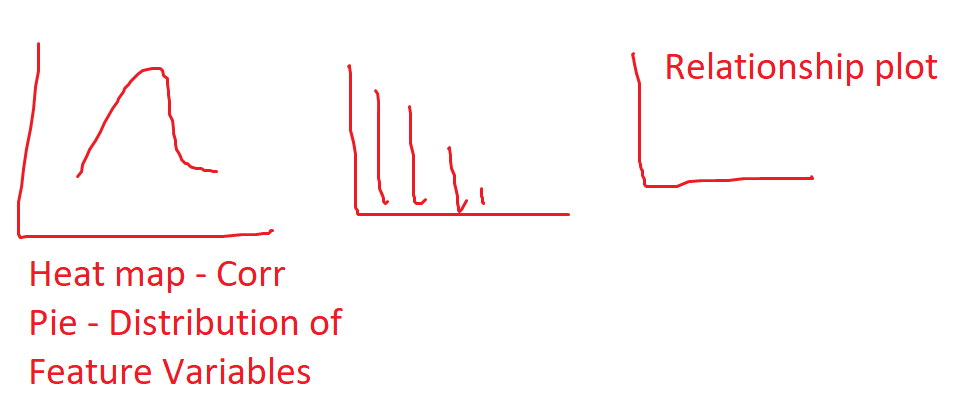 Relationship plot
Heat map - Corr
Pie - Distribution of
Feature Variables